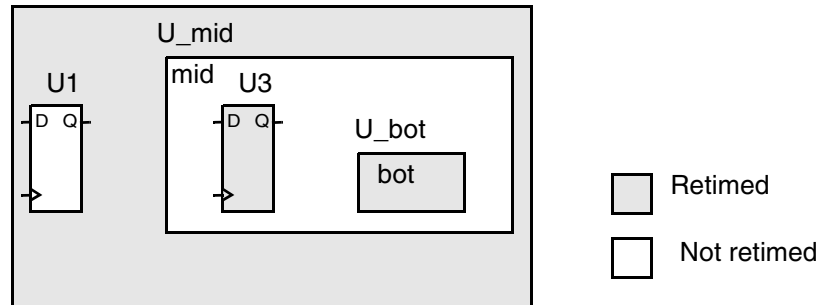 U_mid
U1
mid
U3
D Q
D Q
U_bot
bot
Retimed
Not retimed